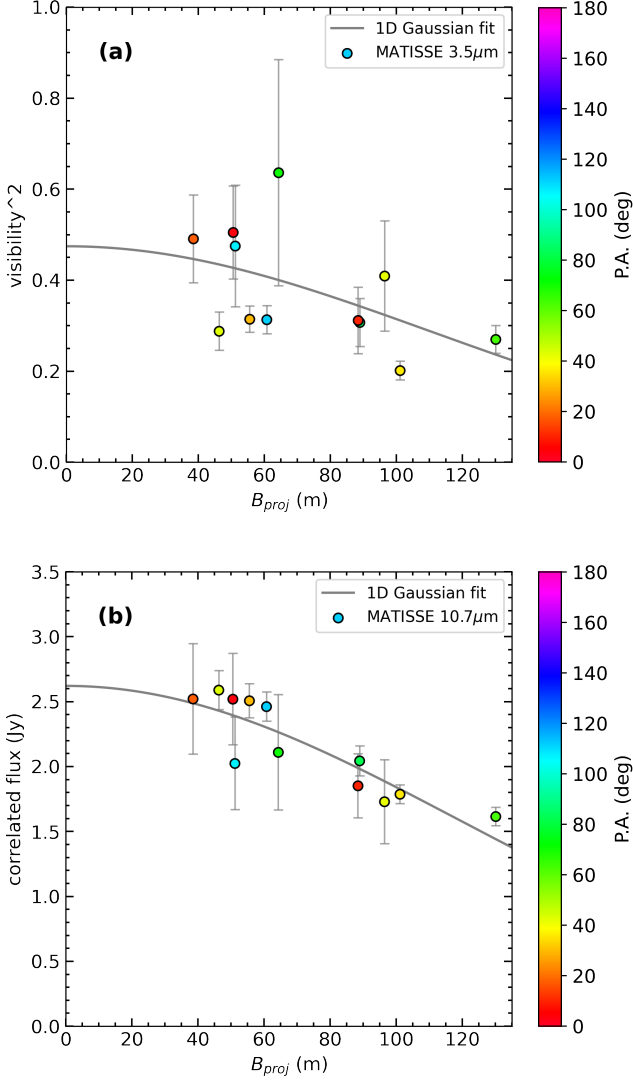 1.0
0.8
0.6
0.4
0.2
0.0
0 20 40 60 80 100 120
visibility^2
B_proj (m)
(a)
1D Gaussian fit
MATISSE 3.5μm
180
160
140
120
100
80
60
40
20
0
P.A. (deg)
3.5
3.0
2.5
2.0
1.5
1.0
0.5
0.0
0 20 40 60 80 100 120
correlated flux (Jy)
B_proj (m)
(b)
1D Gaussian fit
MATISSE 10.7μm
180
160
140
120
100
80
60
40
20
0
P.A. (deg)